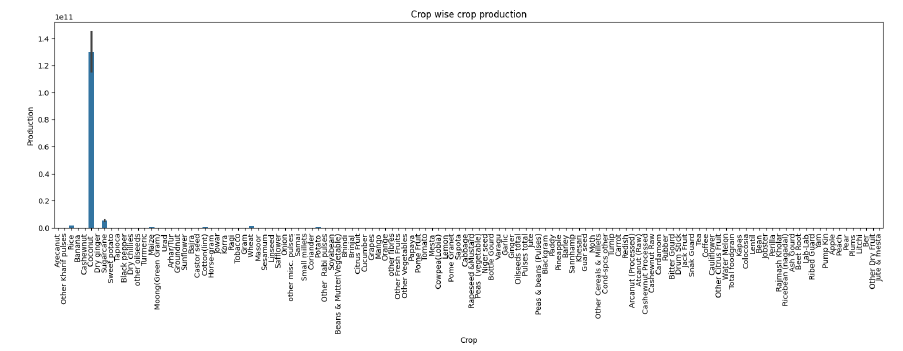 Crop wise crop production
1e11
Production
1.4
1.2
1.0
0.8
0.6
0.4
0.2
0.0
Arecanut
Other Kharif pulses
Rice
Banana
Cashewnut
Coconut
Dry ginger
Sugarcane
Sweet potato
Tapioca
Black pepper
Dry chillies
other oilseeds
Turmeric
Maize
Moong(Green Gram)
Urad
Arhar/Tur
Groundnut
Sunflower
Bajra
Castor seed
Cotton(lint)
Horse-gram
Jowar
Korra
Ragi
Tobacco
Gram
Wheat
Masoor
Sesamum
Linseed
Safflower
Onion
other misc. pulses
Samai
Small millets
Coriander
Potato
Other  Rabi pulses
Soyabean
Beans & Mutter(Vegetable)
Bhindi
Brinjal
Citrus Fruit
Cucumber
Grapes
Mango
Orange
other fibres
Other Fresh Fruits
Other Vegetables
Papaya
Pome Fruit
Tomato
Mesta
Cowpea(Lobia)
Lemon
Pome Granet
Sapota
Cabbage
Rapeseed &Mustard
Peas  (vegetable)
Niger seed
Bottle Gourd
Varagu
Garlic
Ginger
Oilseeds total
Pulses total
Jute
Peas & beans (Pulses)
Blackgram
Paddy
Pineapple
Barley
Sannhamp
Khesari
Guar seed
Moth
Other Cereals & Millets
Cond-spcs other
Turnip
Carrot
Redish
Arcanut (Processed)
Atcanut (Raw)
Cashewnut Processed
Cashewnut Raw
Cardamom
Rubber
Bitter Gourd
Drum Stick
Jack Fruit
Snak Guard
Tea
Coffee
Cauliflower
Other Citrus Fruit
Water Melon
Total foodgrain
Kapas
Colocosia
Lentil
Bean
Jobster
Perilla
Rajmash Kholar
Ricebean (nagadal)
Ash Gourd
Beet Root
Lab-Lab
Ribed Guard
Yam
Pump Kin
Apple
Peach
Pear
Plums
Litchi
Ber
Other Dry Fruit
Jute & mesta
Crop